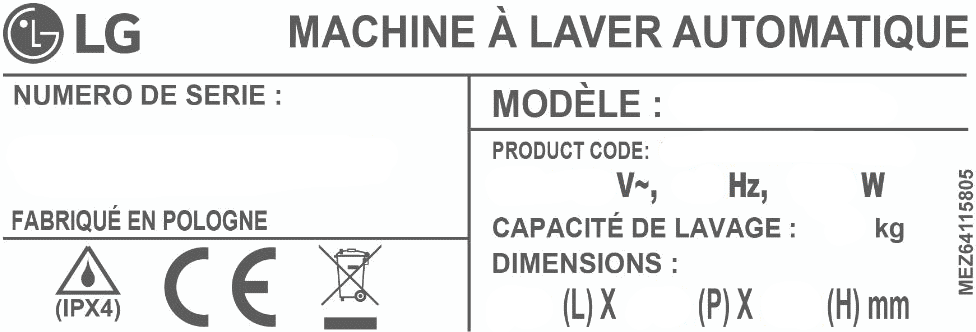 LG
MACHINE À LAVER AUTOMATIQUE
NUMERO DE SERIE :
FABRIQUÉ EN POLOGNE
(IPX4)
CE
MODÈLE :
PRODUCT CODE:
V~, Hz, W
CAPACITÉ DE LAVAGE : kg
DIMENSIONS :
(L) X (P) X (H) mm
MEZ64115805